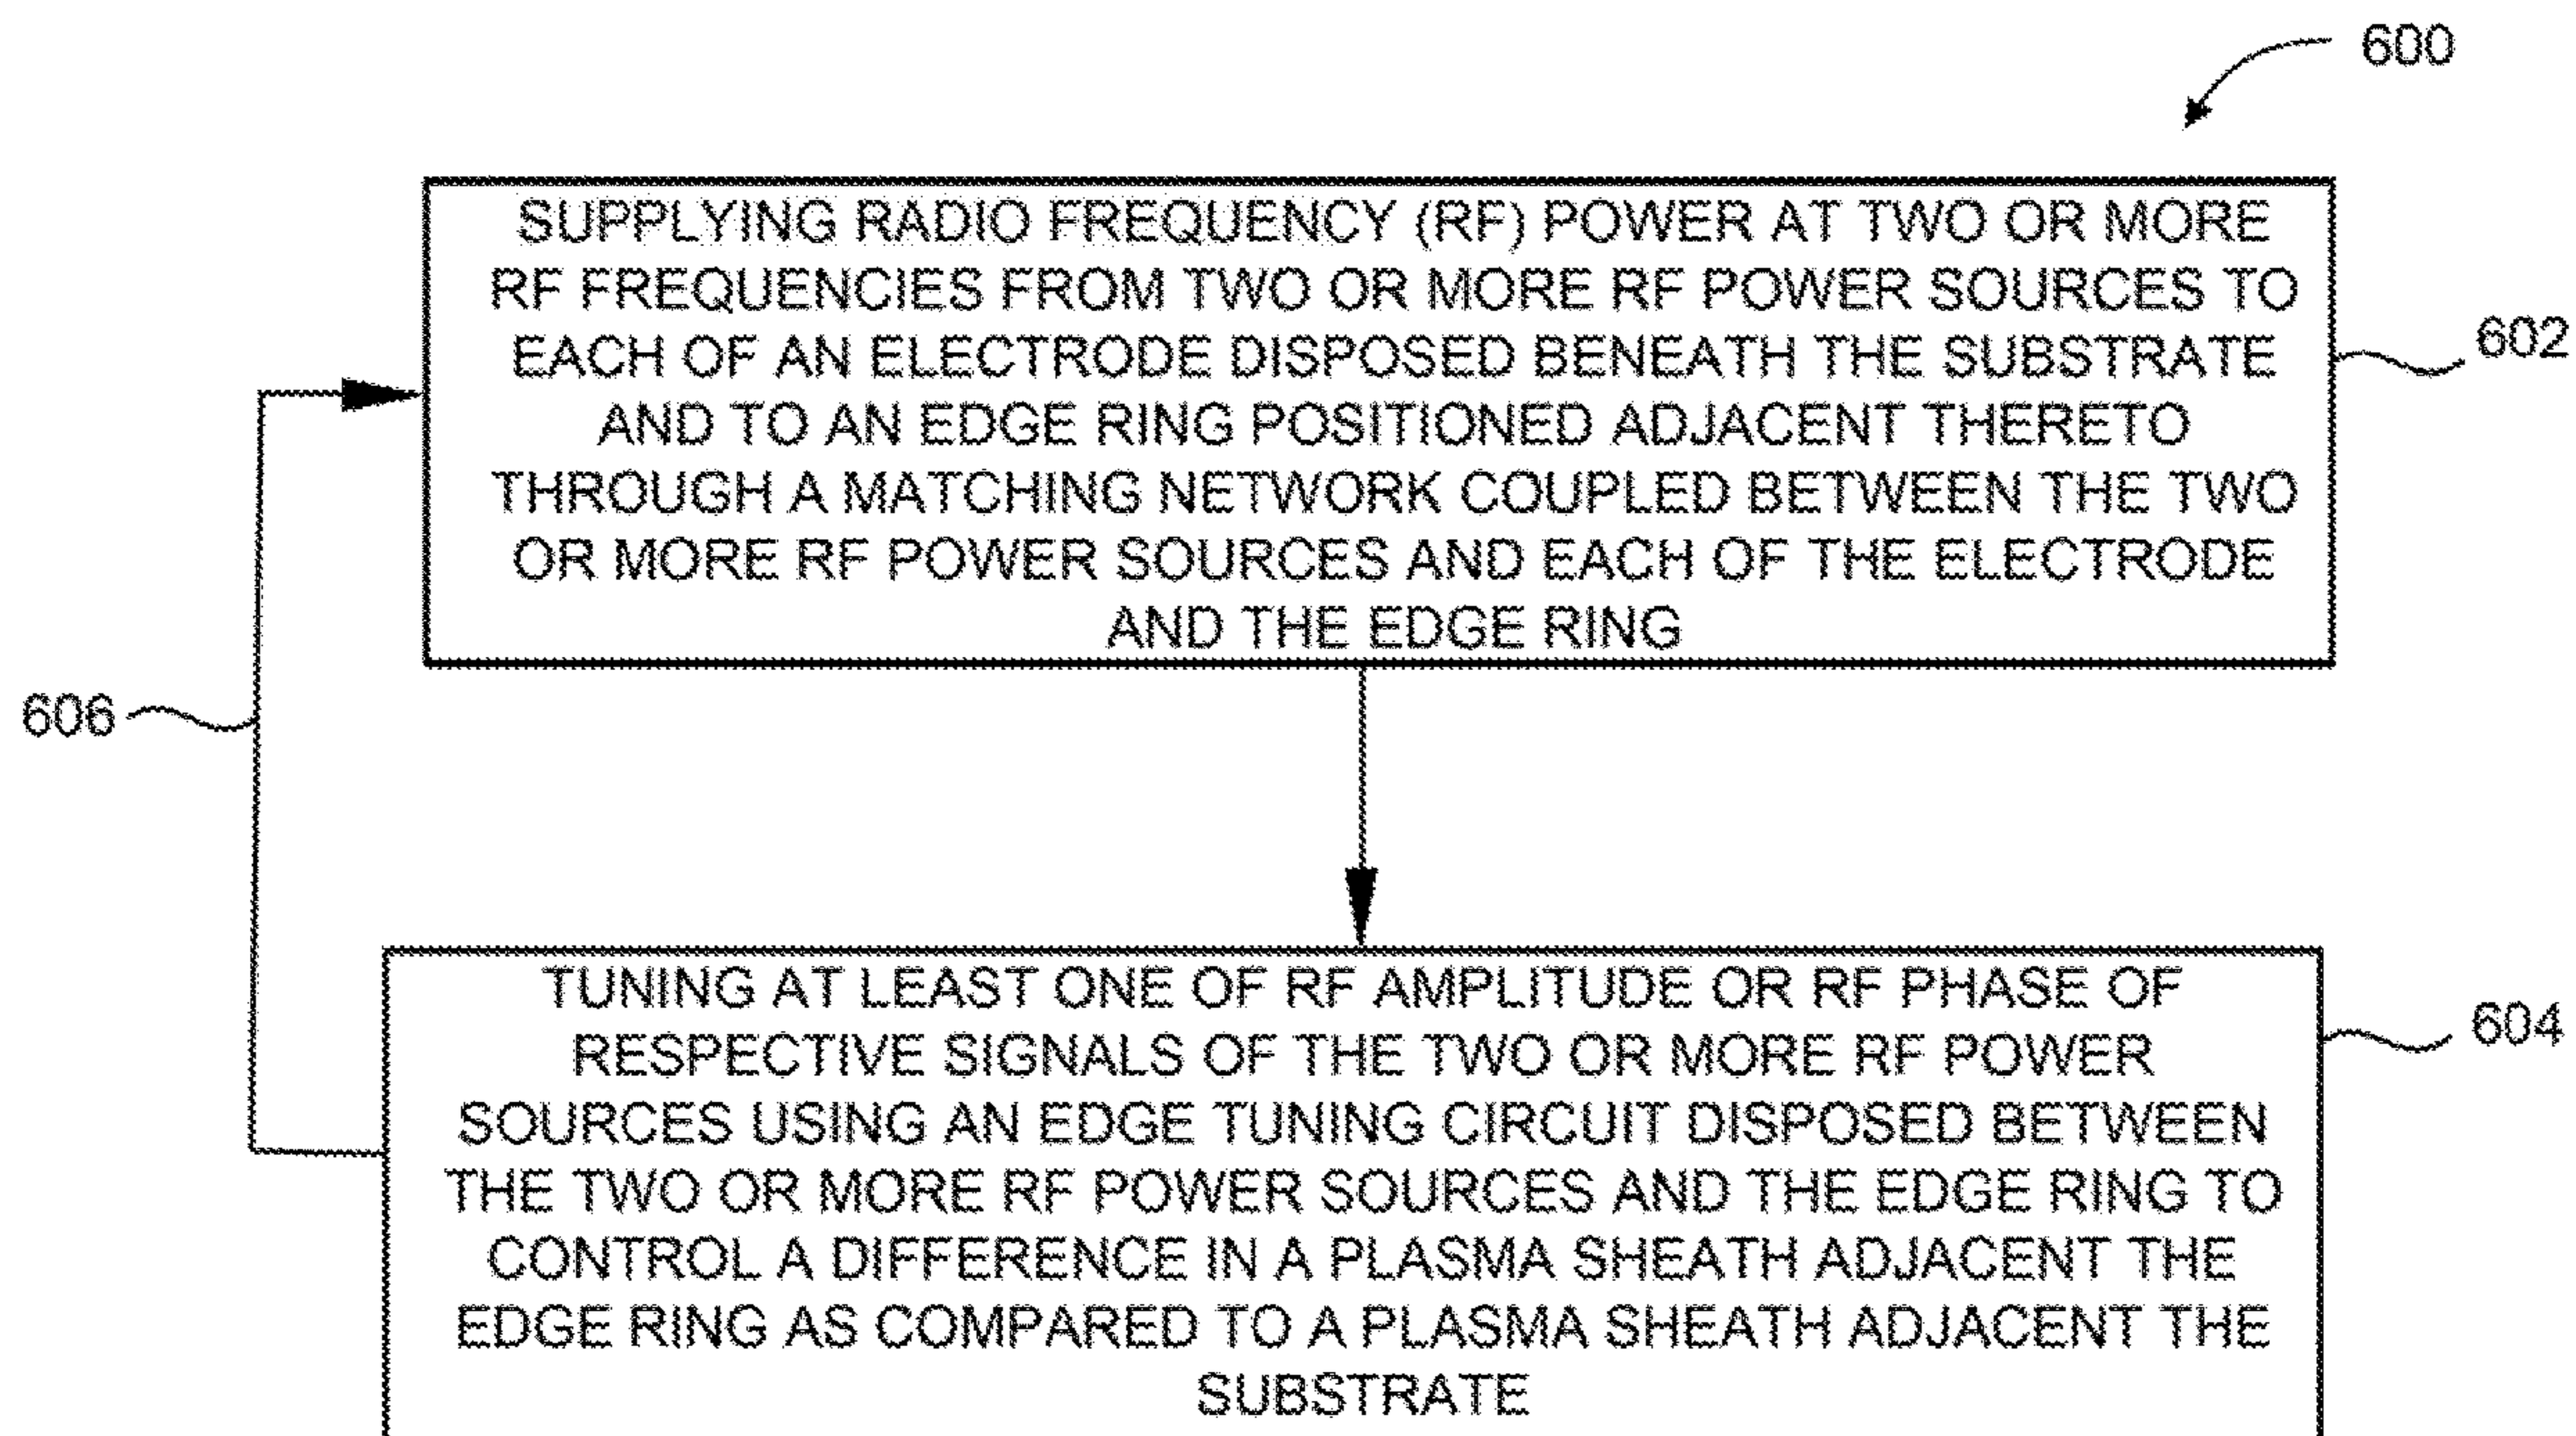 600
SUPPLYING RADIO FREQUENCY (RF) POWER AT TWO OR MORE
RF FREQUENCIES FROM TWO OR MORE RF POWER SOURCES TO
EACH OF AN ELECTRODE DISPOSED BENEATH THE SUBSTRATE
AND TO AN EDGE RING POSITIONED ADJACENT THERETO
THROUGH A MATCHING NETWORK COUPLED BETWEEN THE TWO
OR MORE RF POWER SOURCES AND EACH OF THE ELECTRODE
AND THE EDGE RING
602
606
TUNING AT LEAST ONE OF RF AMPLITUDE OR RF PHASE OF
RESPECTIVE SIGNALS OF THE TWO OR MORE RF POWER
SOURCES USING AN EDGE TUNING CIRCUIT DISPOSED BETWEEN
THE TWO OR MORE RF POWER SOURCES AND THE EDGE RING TO
CONTROL A DIFFERENCE IN A PLASMA SHEATH ADJACENT THE
EDGE RING AS COMPARED TO A PLASMA SHEATH ADJACENT THE
SUBSTRATE
604